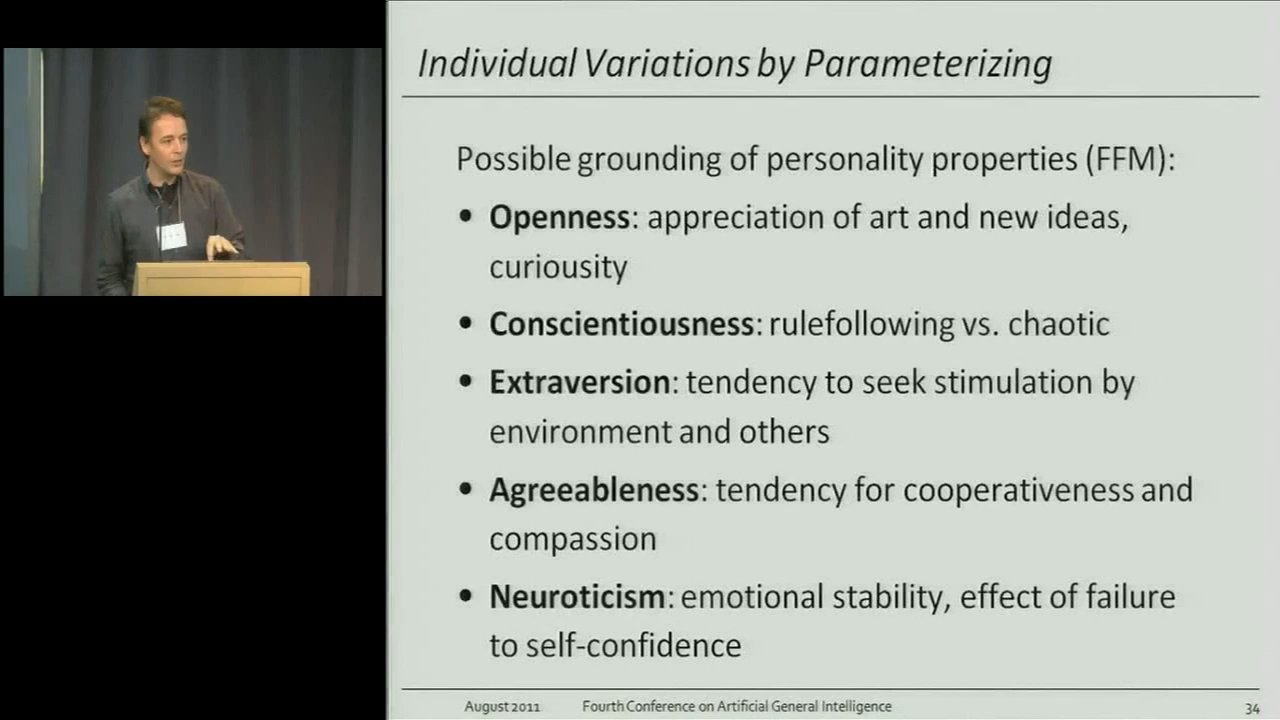 Individual Variations by Parameterizing
Possible grounding of personality properties (FFM):
• Openness: appreciation of art and new ideas,
curiousity
• Conscientiousness: rulefollowing vs. chaotic
• Extraversion: tendency to seek stimulation by
environment and others
• Agreeableness: tendency for cooperativeness and
compassion
• Neuroticism: emotional stability, effect of failure
to self-confidence
August 2011 Fourth Conference on Artificial General Intelligence 34